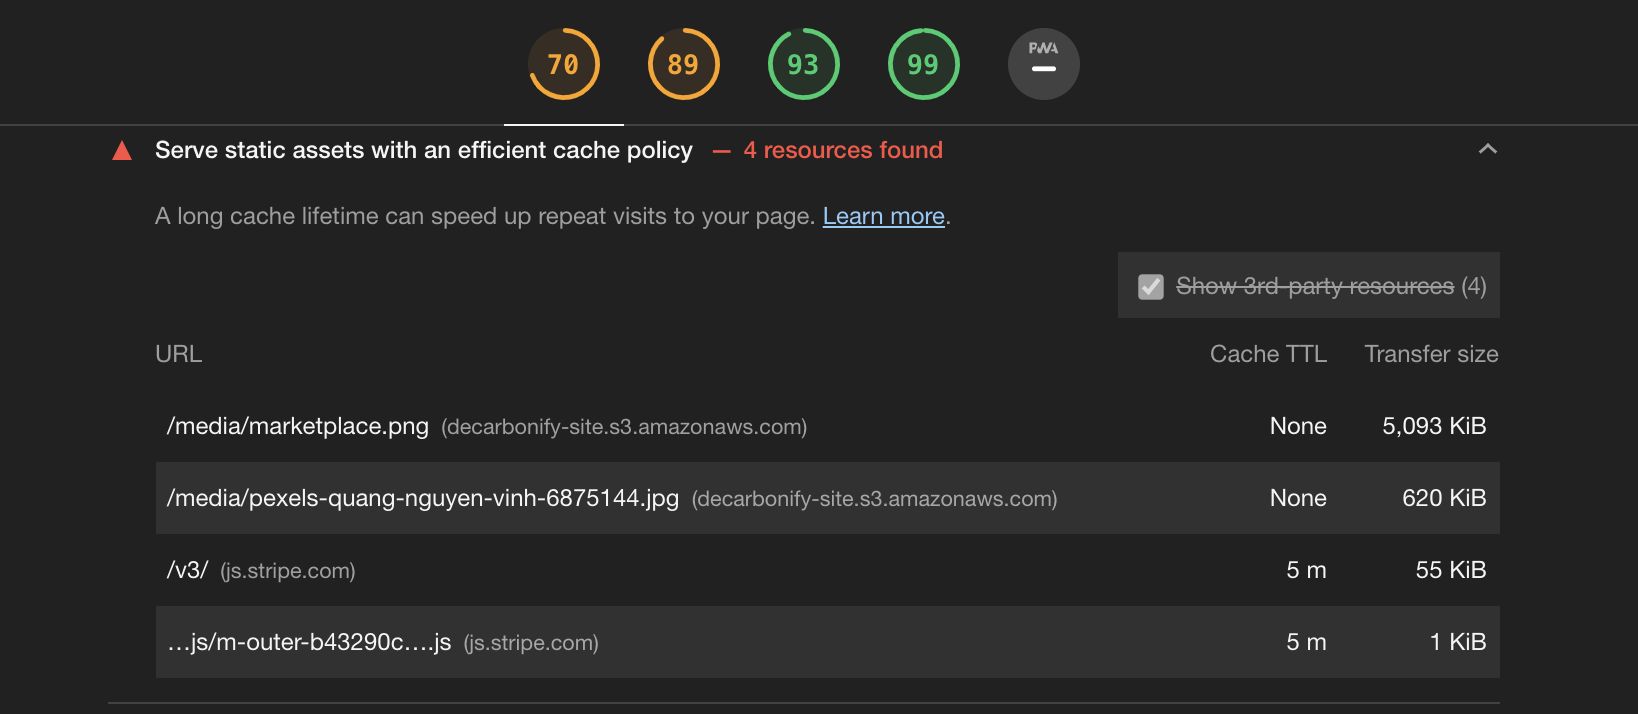 70 89 93 99 PWA
Serve static assets with an efficient cache policy — 4 resources found
A long cache lifetime can speed up repeat visits to your page. Learn more.
Show 3rd-party resources (4)
URL Cache TTL Transfer size
/media/marketplace.png (decarbonify-site.s3.amazonaws.com) None 5,093 KiB
/media/pexels-quang-nguyen-vinh-6875144.jpg (decarbonify-site.s3.amazonaws.com) None 620 KiB
/v3/ (js.stripe.com) 5 m 55 KiB
…js/m-outer-b43290c….js (js.stripe.com) 5 m 1 KiB